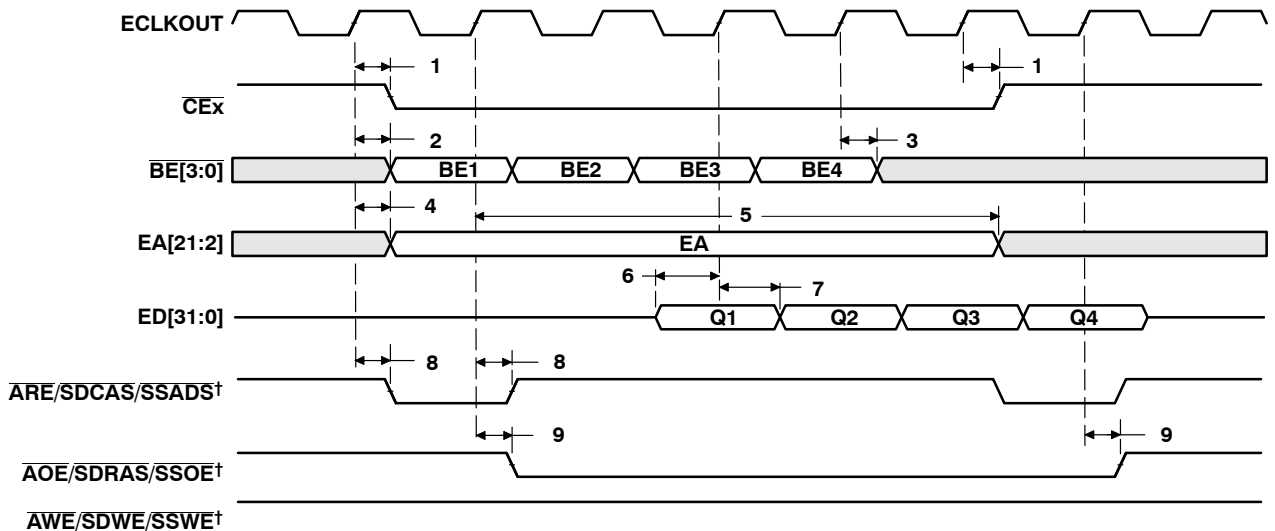 ECLKOUT
1
1
CEx
2
3
BE[3:0]
BE1
BE2
BE3
BE4
4
5
EA[21:2]
EA
6
7
ED[31:0]
Q1
Q2
Q3
Q4
8
8
ARE/SDCAS/SSADS†
9
9
AOE/SDRAS/SSOE†
AWE/SDWE/SSWE†